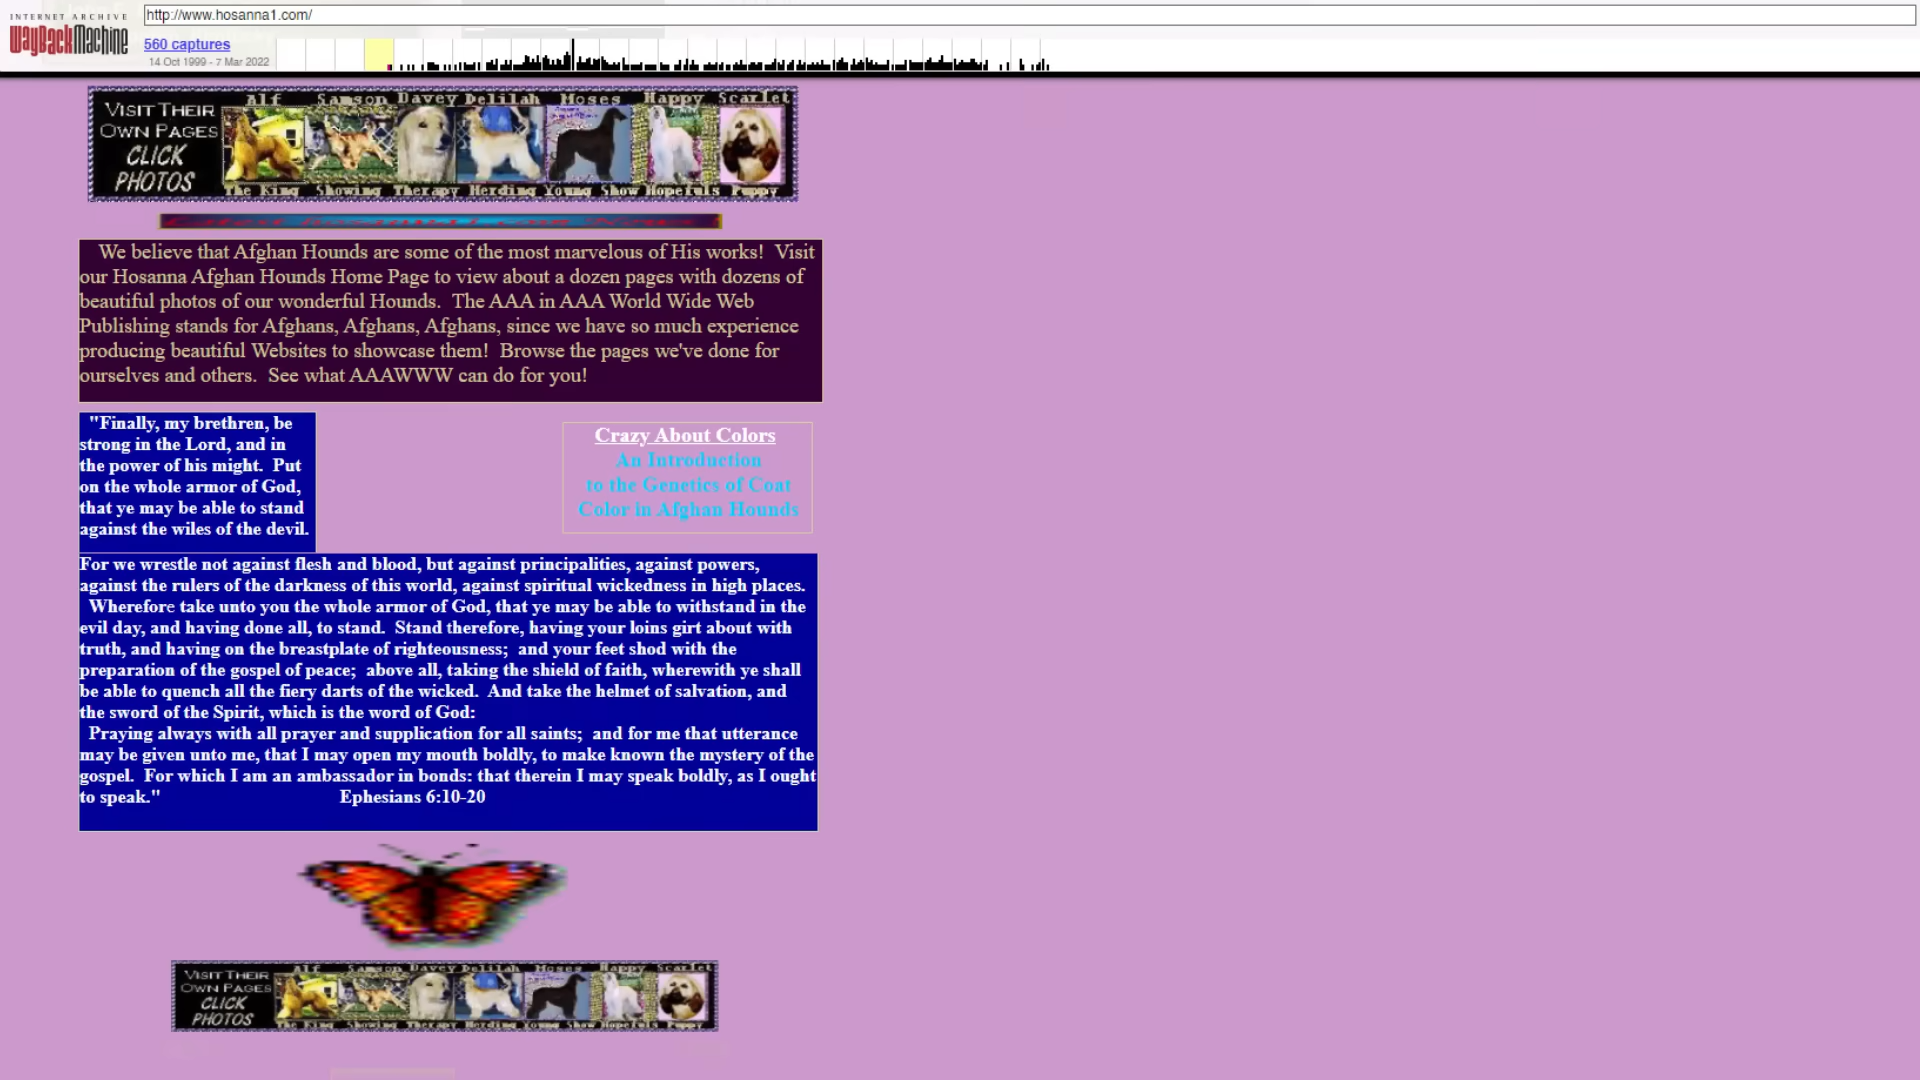 INTERNET ARCHIVE
WayBackMachine
http://www.hosanna1.com/
560 captures
14 Oct 1999 - 7 Mar 2022
VISIT THEIR
OWN PAGES
CLICK
PHOTOS
Alf Samson Davey Delilah Moses Happy Scarlet
The King Showing Therapy Herding Young Show Hopefuls Puppy
We believe that Afghan Hounds are some of the most marvelous of His works!  Visit
our Hosanna Afghan Hounds Home Page to view about a dozen pages with dozens of
beautiful photos of our wonderful Hounds.  The AAA in AAA World Wide Web
Publishing stands for Afghans, Afghans, Afghans, since we have so much experience
producing beautiful Websites to showcase them!  Browse the pages we've done for
ourselves and others.  See what AAAWWW can do for you!
"Finally, my brethren, be
strong in the Lord, and in
the power of his might.  Put
on the whole armor of God,
that ye may be able to stand
against the wiles of the devil.
Crazy About Colors
An Introduction
to the Genetics of Coat
Color in Afghan Hounds
For we wrestle not against flesh and blood, but against principalities, against powers,
against the rulers of the darkness of this world, against spiritual wickedness in high places.
Wherefore take unto you the whole armor of God, that ye may be able to withstand in the
evil day, and having done all, to stand.  Stand therefore, having your loins girt about with
truth, and having on the breastplate of righteousness;  and your feet shod with the
preparation of the gospel of peace;  above all, taking the shield of faith, wherewith ye shall
be able to quench all the fiery darts of the wicked.  And take the helmet of salvation, and
the sword of the Spirit, which is the word of God:
Praying always with all prayer and supplication for all saints;  and for me that utterance
may be given unto me, that I may open my mouth boldly, to make known the mystery of the
gospel.  For which I am an ambassador in bonds: that therein I may speak boldly, as I ought
to speak." Ephesians 6:10-20
VISIT THEIR
OWN PAGES
CLICK
PHOTOS
Alf Samson Davey Delilah Moses Happy Scarlet
The King Showing Therapy Herding Young Show Hopefuls Puppy